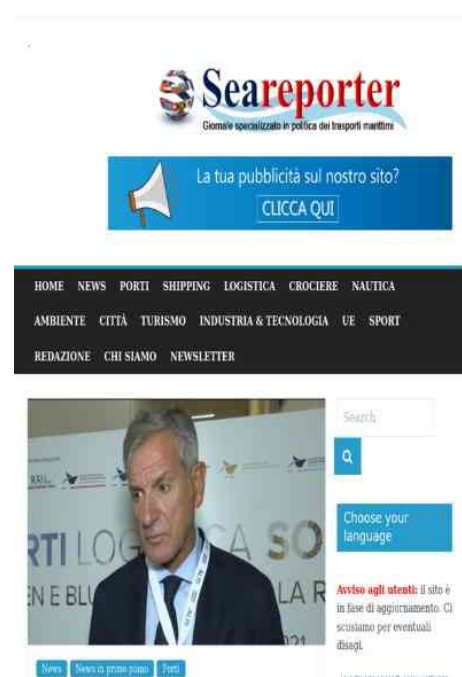 Seareporter
Giornale specializzato in politica dei trasporti marittimi
La tua pubblicità sul nostro sito?
CLICCA QUI
HOME NEWS PORTI SHIPPING LOGISTICA CROCIERE NAUTICA
AMBIENTE CITTÀ TURISMO INDUSTRIA & TECNOLOGIA UE SPORT
REDAZIONE CHI SIAMO NEWSLETTER
RTI LOG A SO
EN E BLU LA R
2021
News News in primo piano Porti
Search
Choose your
language
Avviso agli utenti: il sito è
in fase di aggiornamento. Ci
scusiamo per eventuali
disagi.